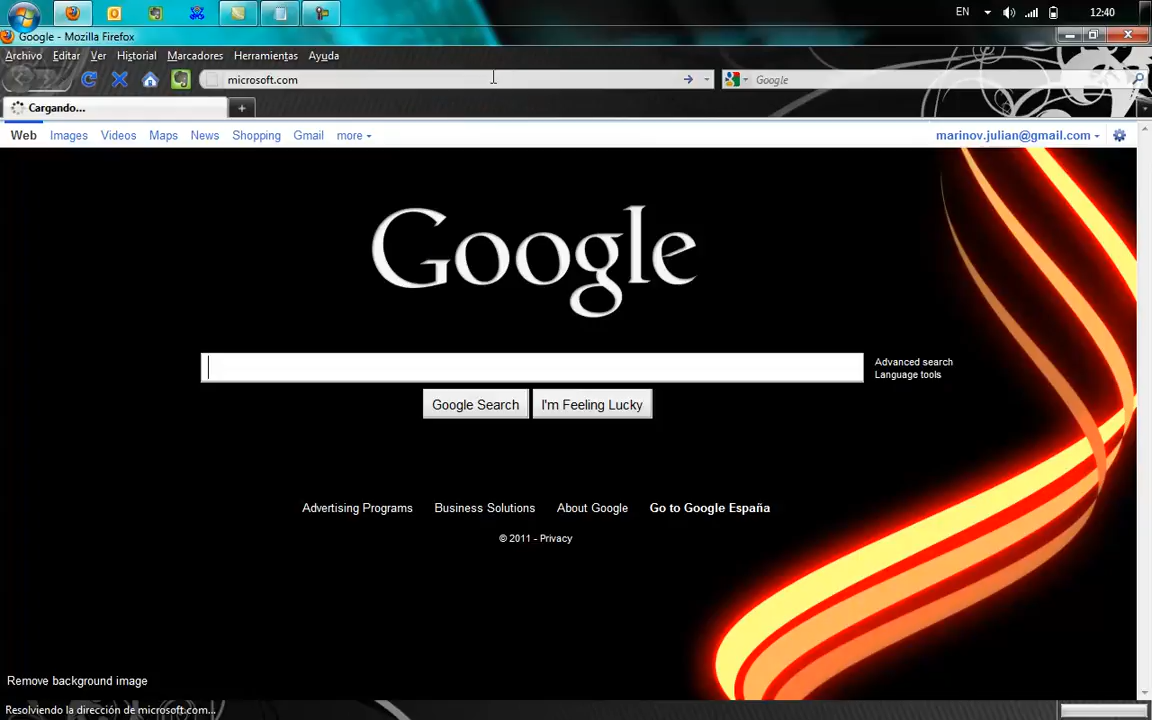 EN 12:40
Google - Mozilla Firefox
Archivo Editar Ver Historial Marcadores Herramientas Ayuda
microsoft.com Google
Cargando...
Web Images Videos Maps News Shopping Gmail more marinov.julian@gmail.com
Google
Advanced search
Language tools
Google Search I'm Feeling Lucky
Advertising Programs Business Solutions About Google Go to Google España
© 2011 - Privacy
Remove background image
Resolviendo la dirección de microsoft.com...